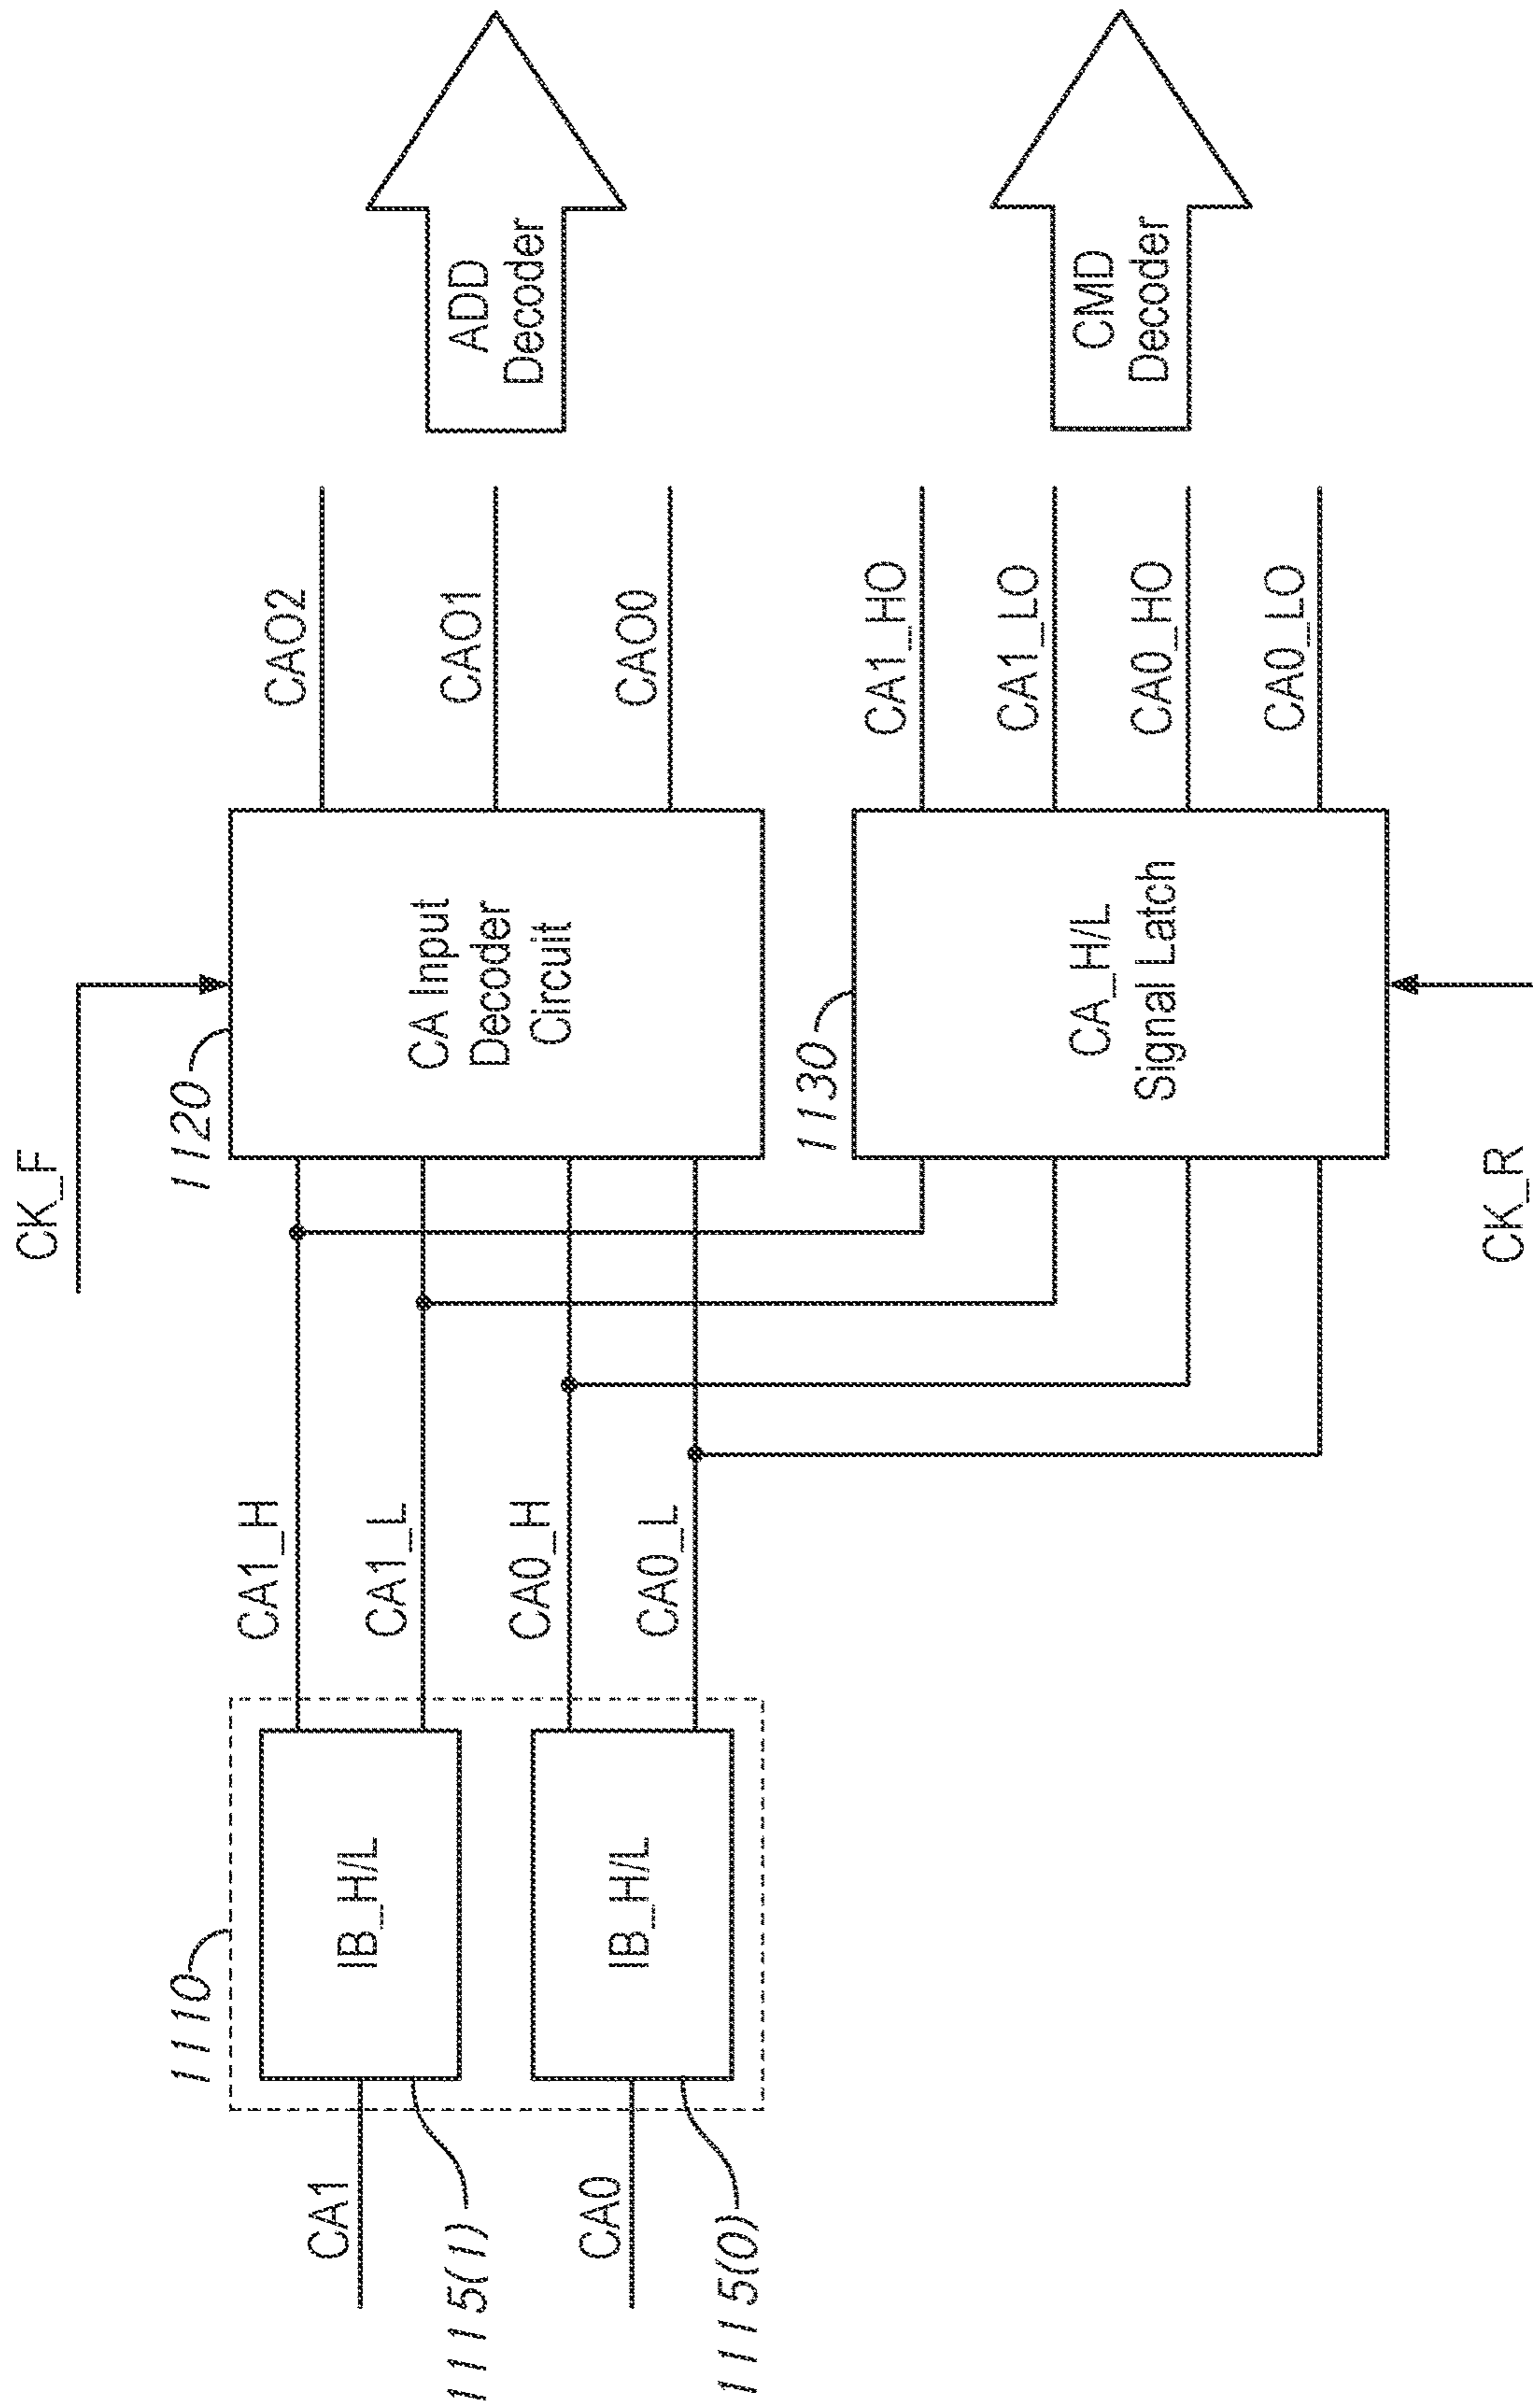 CK_F
1110
1120
CA1
1115(1)
IB_H/L
CA1_H
CA1_L
CA Input
Decoder
Circuit
CAO2
CAO1
CAO0
ADD
Decoder
CA0
1115(0)
IB_H/L
CA0_H
CA0_L
1130
CA_H/L
Signal Latch
CA1_HO
CA1_LO
CA0_HO
CA0_LO
CMD
Decoder
CK_R